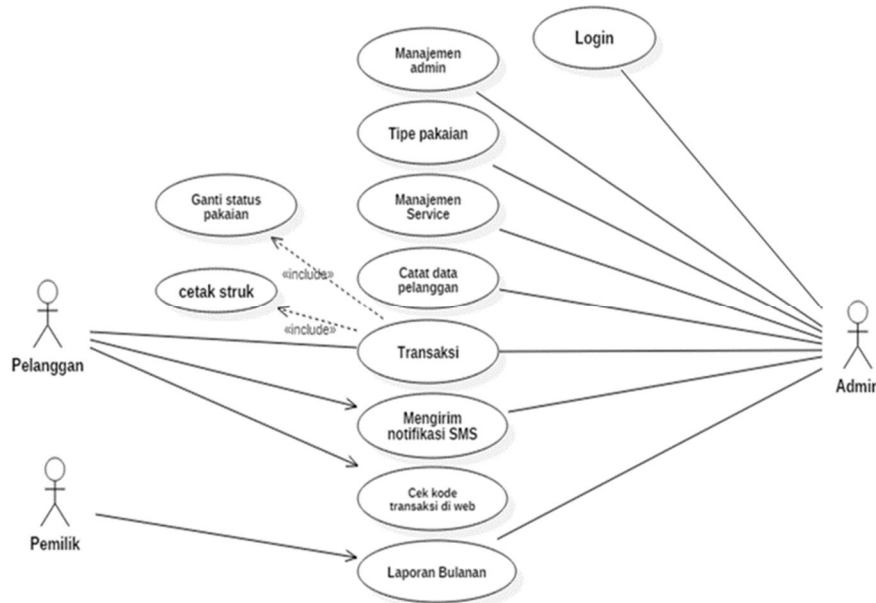 Login
Manajemen
admin
Tipe pakaian
Ganti status
pakaian
Manajemen
Service
«include»
Catat data
pelanggan
cetak struk
«include»
Transaksi
Pelanggan
Admin
Mengirim
notifikasi SMS
Cek kode
transaksi di web
Pemilik
Laporan Bulanan